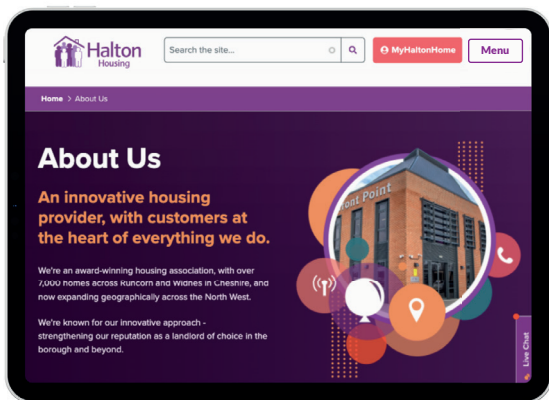 Halton
Housing
Search the site...
MyHaltonHome
Menu
Home > About Us
About Us
An innovative housing
provider, with customers at
the heart of everything we do.
We're an award-winning housing association, with over
7,000 homes across Runcorn and Widnes in Cheshire, and
now expanding geographically across the North West.
We're known for our innovative approach -
strengthening our reputation as a landlord of choice in the
borough and beyond.
Point
Live Chat